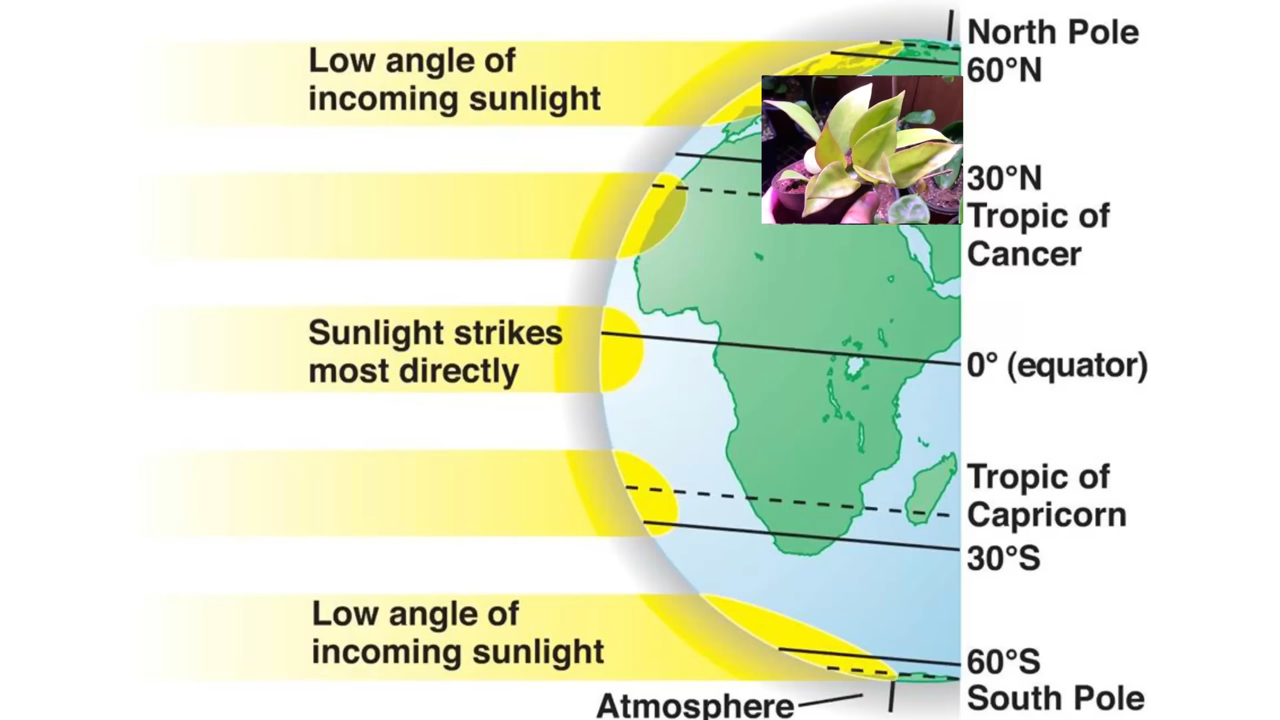 North Pole
Low angle of
incoming sunlight
60°N
30°N
Tropic of
Cancer
Sunlight strikes
most directly
0° (equator)
Tropic of
Capricorn
30°S
Low angle of
incoming sunlight
60°S
South Pole
Atmosphere